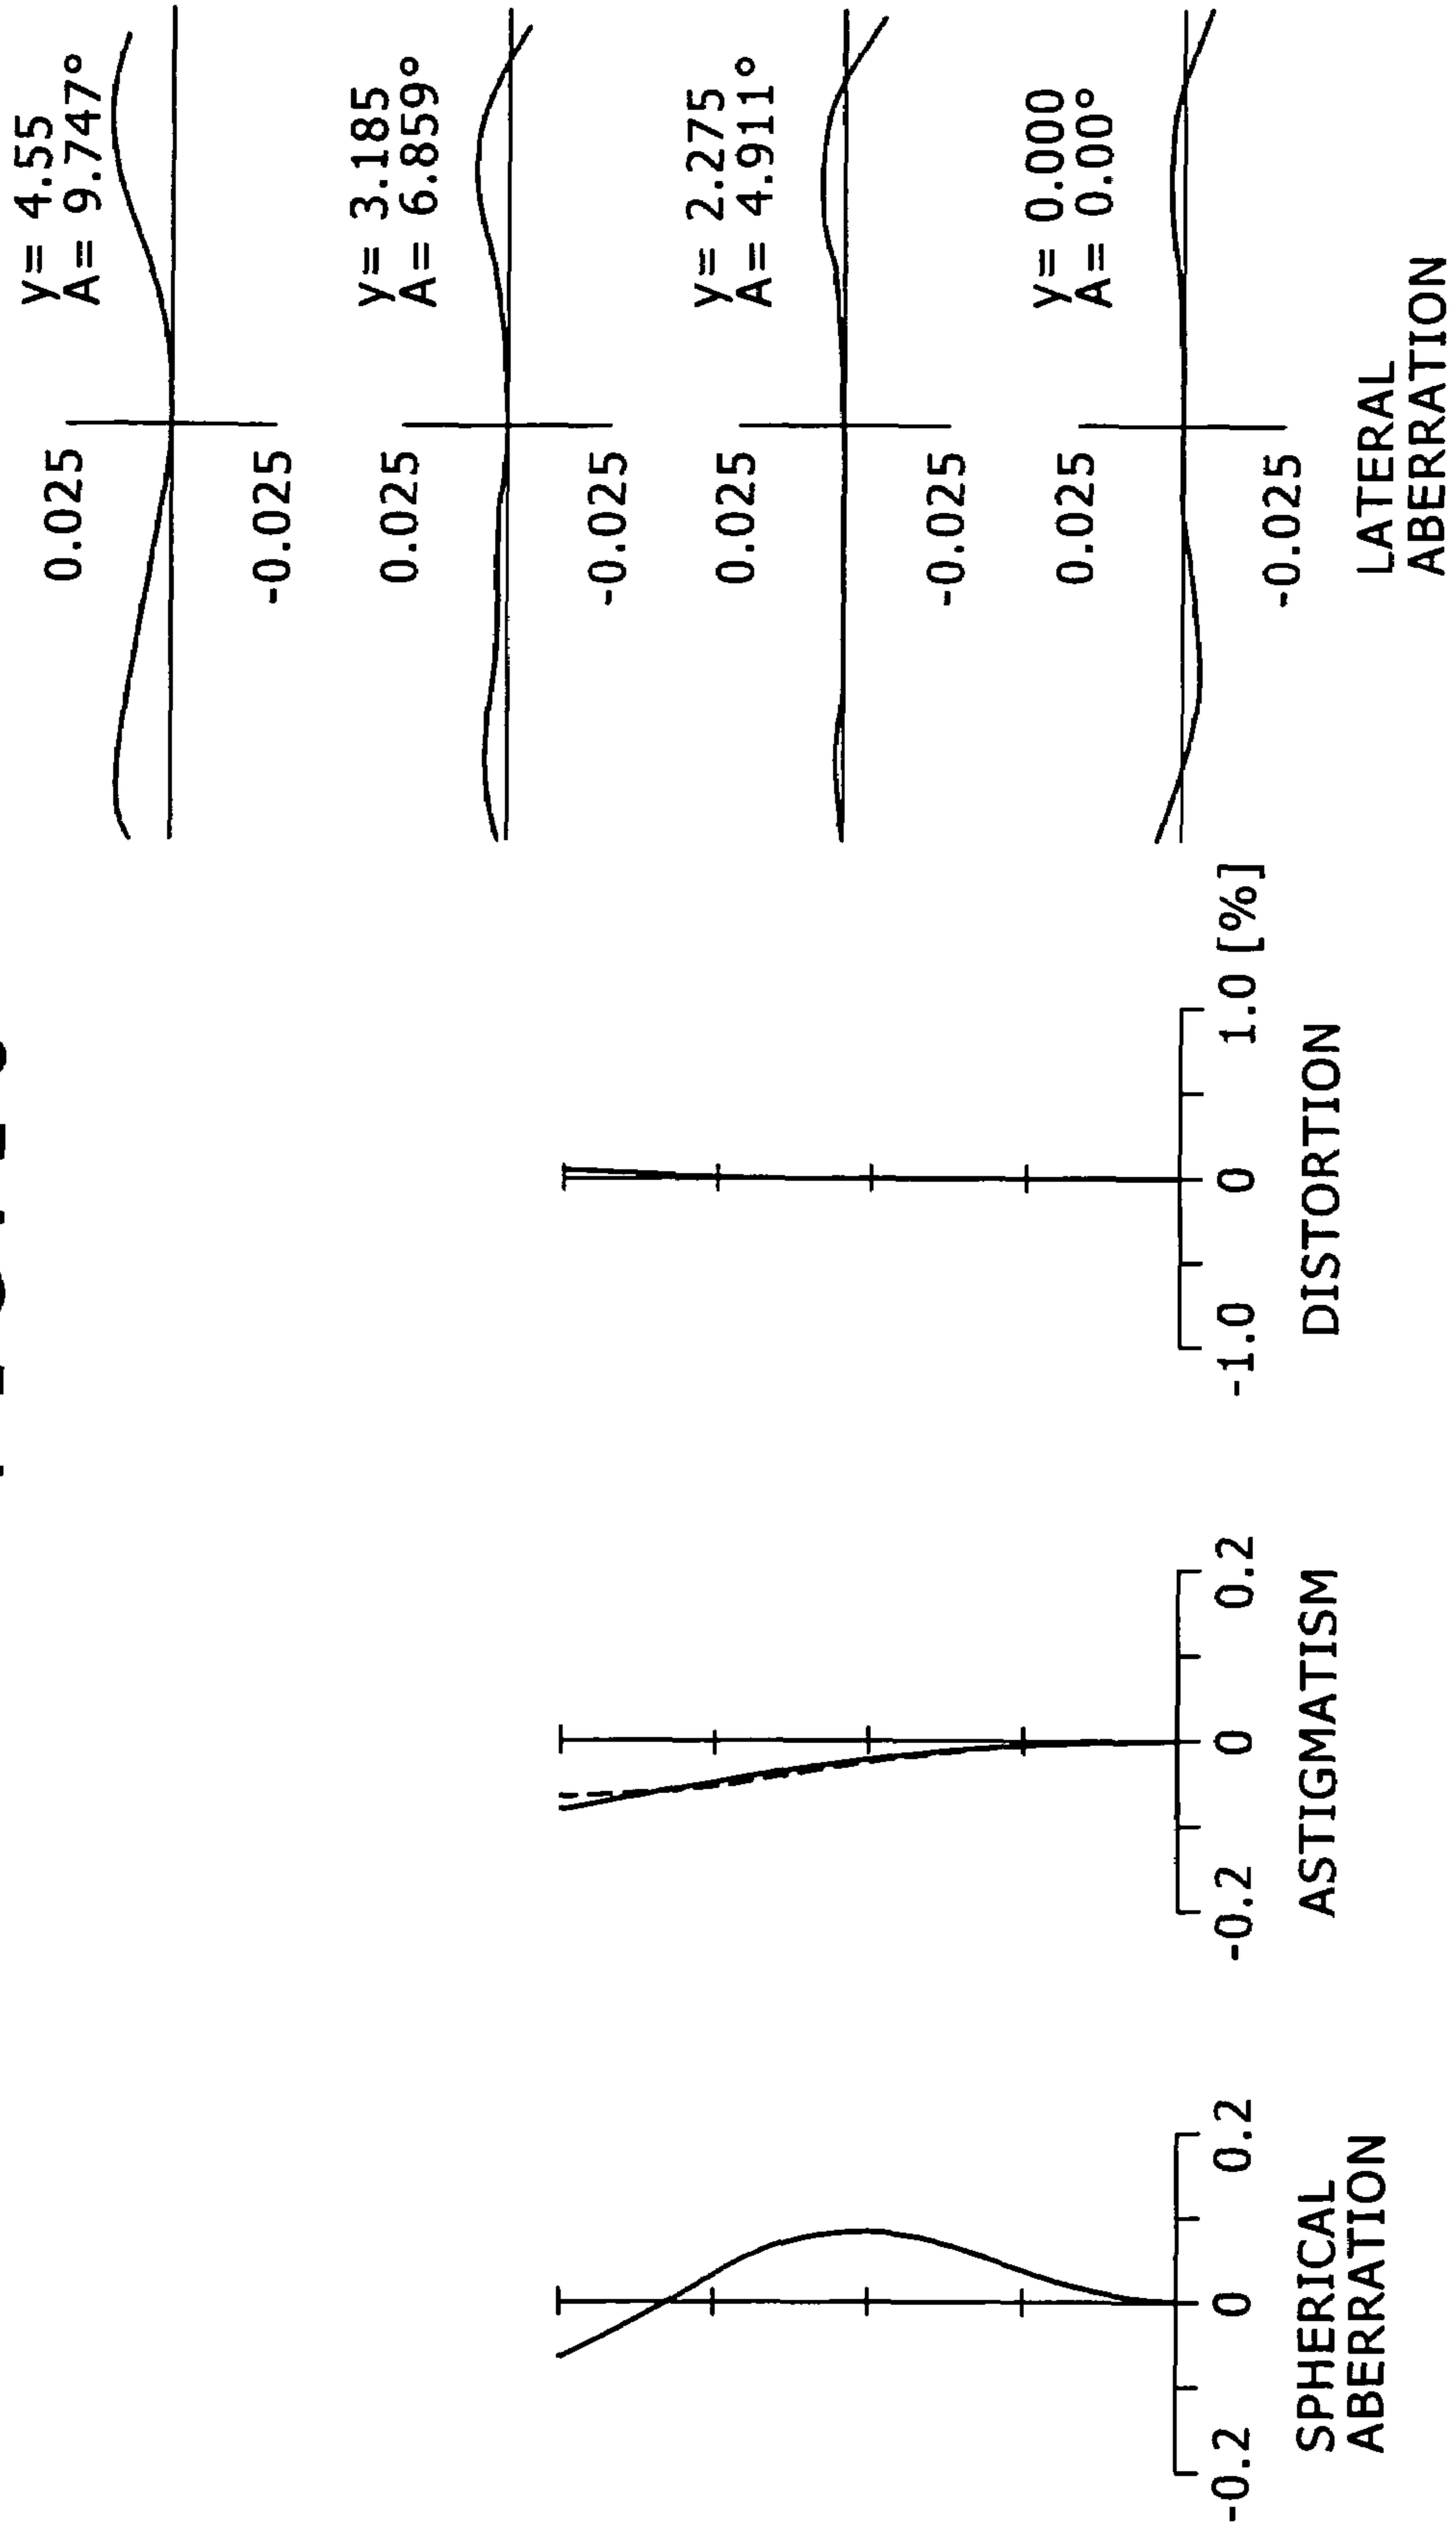 0.2
0
-0.2
SPHERICAL
ABERRATION
0.2
0
-0.2
ASTIGMATISM
1.0 [%]
0
-1.0
DISTORTION
y= 4.55
A= 9.747°
0.025
-0.025
y= 3.185
A= 6.859°
0.025
-0.025
y= 2.275
A= 4.911°
0.025
-0.025
y= 0.000
A= 0.00°
0.025
-0.025
LATERAL
ABERRATION